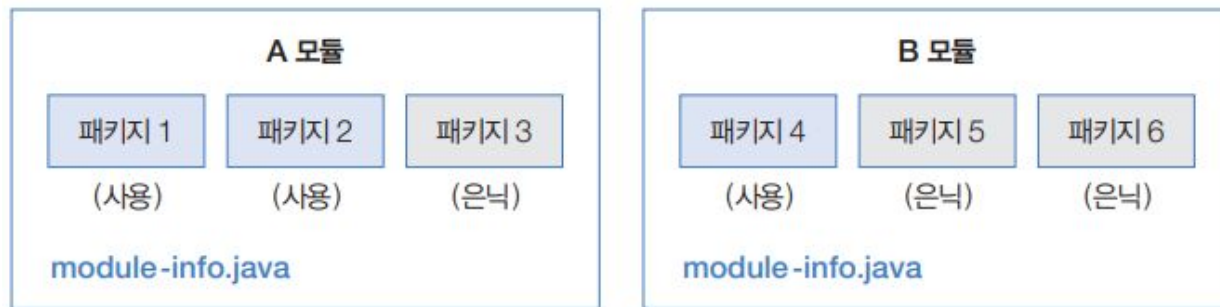 A 모듈
패키지 1 패키지 2 패키지 3
(사용) (사용) (은닉)
module-info.java
B 모듈
패키지 4 패키지 5 패키지 6
(사용) (은닉) (은닉)
module-info.java